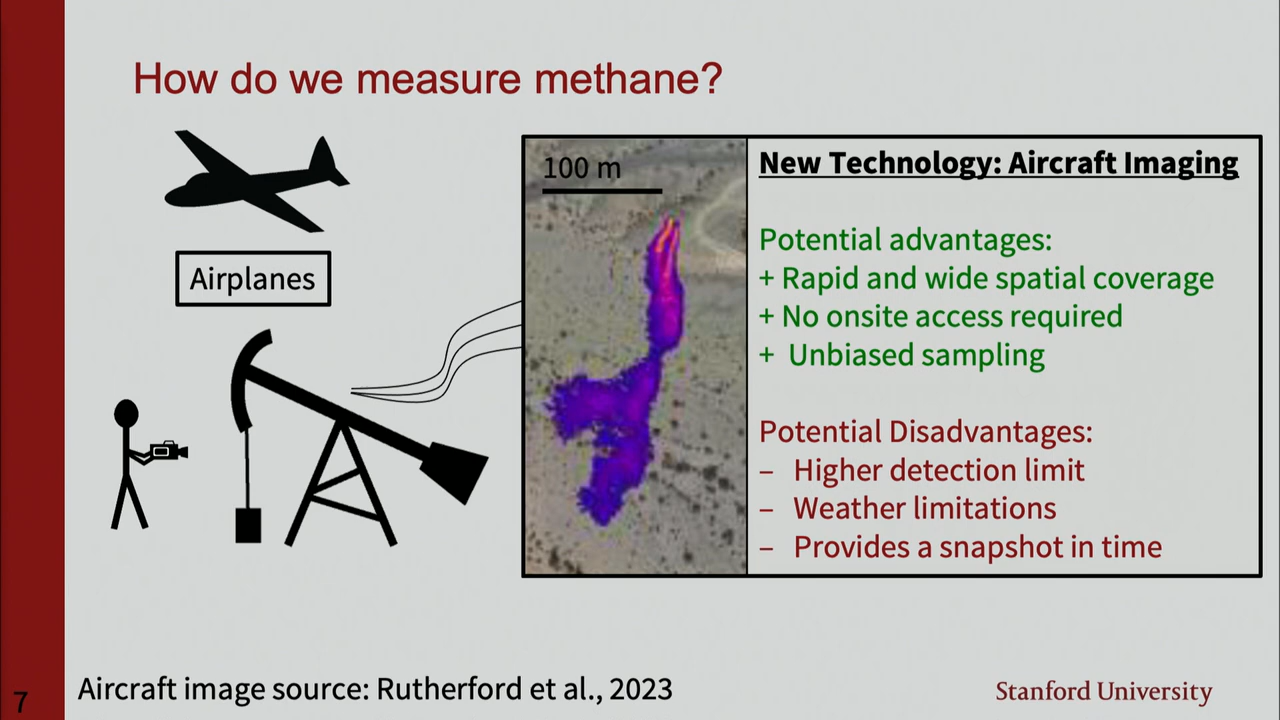 How do we measure methane?
Airplanes
100 m
New Technology: Aircraft Imaging
Potential advantages:
+ Rapid and wide spatial coverage
+ No onsite access required
+ Unbiased sampling
Potential Disadvantages:
– Higher detection limit
– Weather limitations
– Provides a snapshot in time
7
Aircraft image source: Rutherford et al., 2023
Stanford University